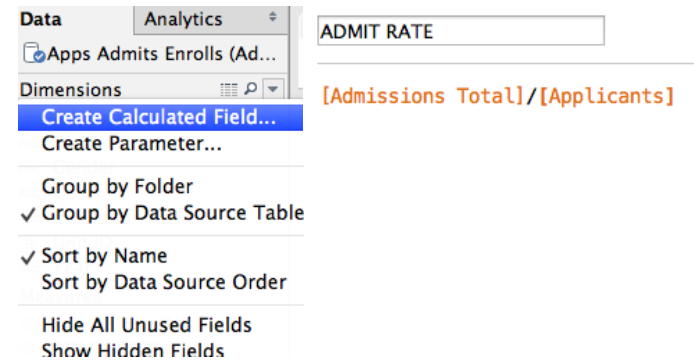 Data Analytics
Apps Admits Enrolls (Ad...
Dimensions
Create Calculated Field...
Create Parameter...
Group by Folder
✓ Group by Data Source Table
✓ Sort by Name
Sort by Data Source Order
Hide All Unused Fields
Show Hidden Fields
ADMIT RATE
[Admissions Total]/[Applicants]